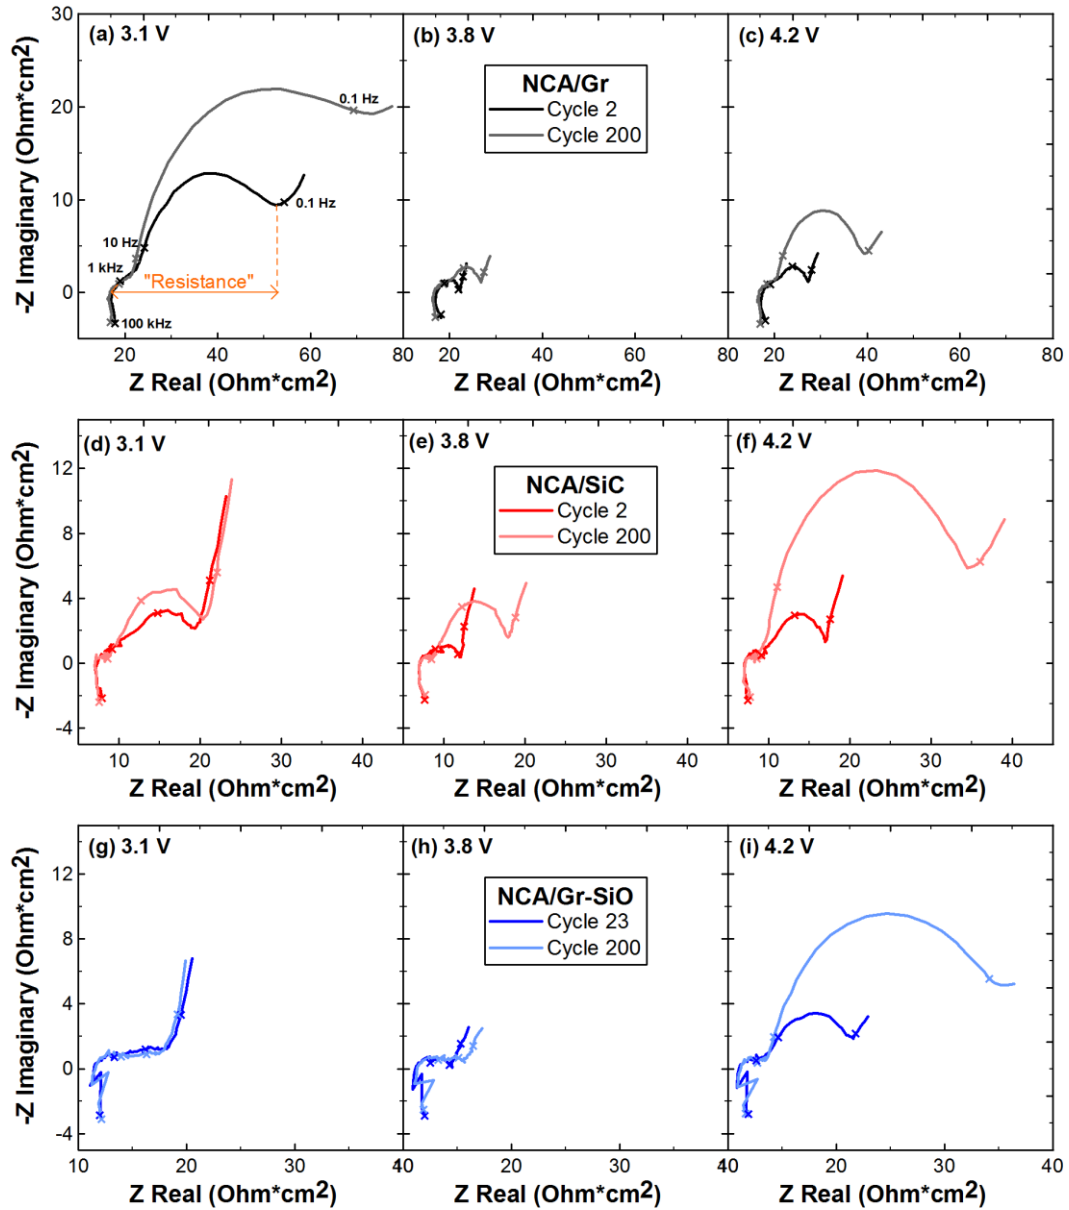 (a) 3.1 V
(b) 3.8 V
(c) 4.2 V
NCA/Gr
Cycle 2
Cycle 200
0.1 Hz
0.1 Hz
10 Hz
1 kHz
"Resistance"
100 kHz
30
20
10
0
-Z Imaginary (Ohm*cm2)
20 40 60 80
20 40 60 80
20 40 60 80
Z Real (Ohm*cm2)
Z Real (Ohm*cm2)
Z Real (Ohm*cm2)
(d) 3.1 V
(e) 3.8 V
(f) 4.2 V
NCA/SiC
Cycle 2
Cycle 200
12
8
4
0
-4
-Z Imaginary (Ohm*cm2)
10 20 30 40
10 20 30 40
10 20 30 40
Z Real (Ohm*cm2)
Z Real (Ohm*cm2)
Z Real (Ohm*cm2)
(g) 3.1 V
(h) 3.8 V
(i) 4.2 V
NCA/Gr-SiO
Cycle 23
Cycle 200
12
8
4
0
-4
-Z Imaginary (Ohm*cm2)
10 20 30 40
20 30 40
20 30 40
Z Real (Ohm*cm2)
Z Real (Ohm*cm2)
Z Real (Ohm*cm2)